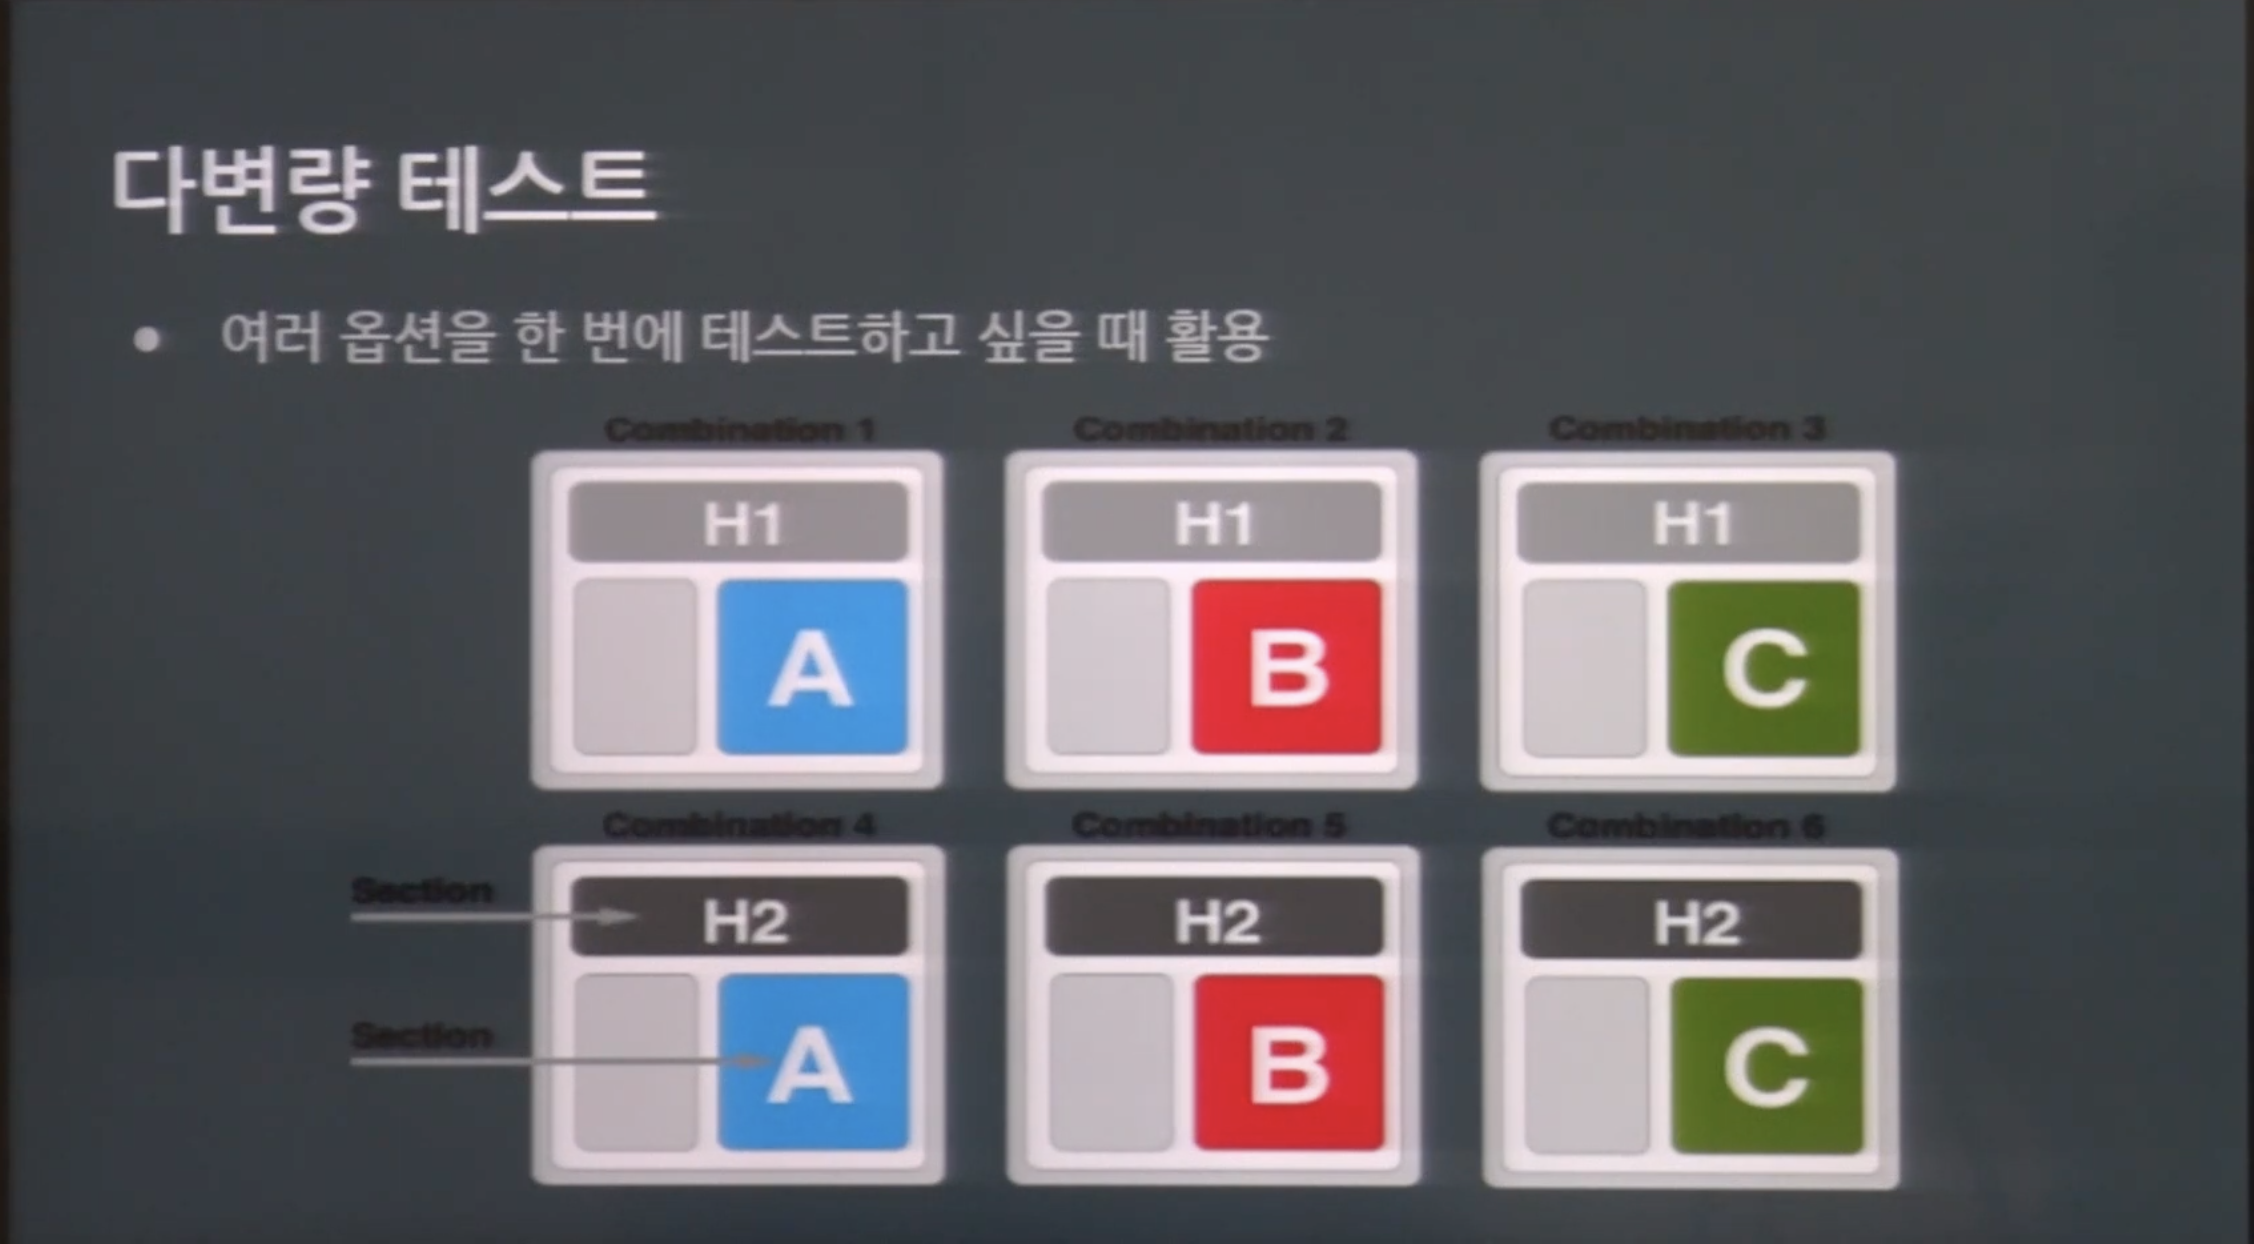 다변량 테스트
● 여러 옵션을 한 번에 테스트하고 싶을 때 활용
Combination 1 Combination 2 Combination 3
H1 H1 H1
A B C
Combination 4 Combination 5 Combination 6
Section
H2 H2 H2
Section
A B C